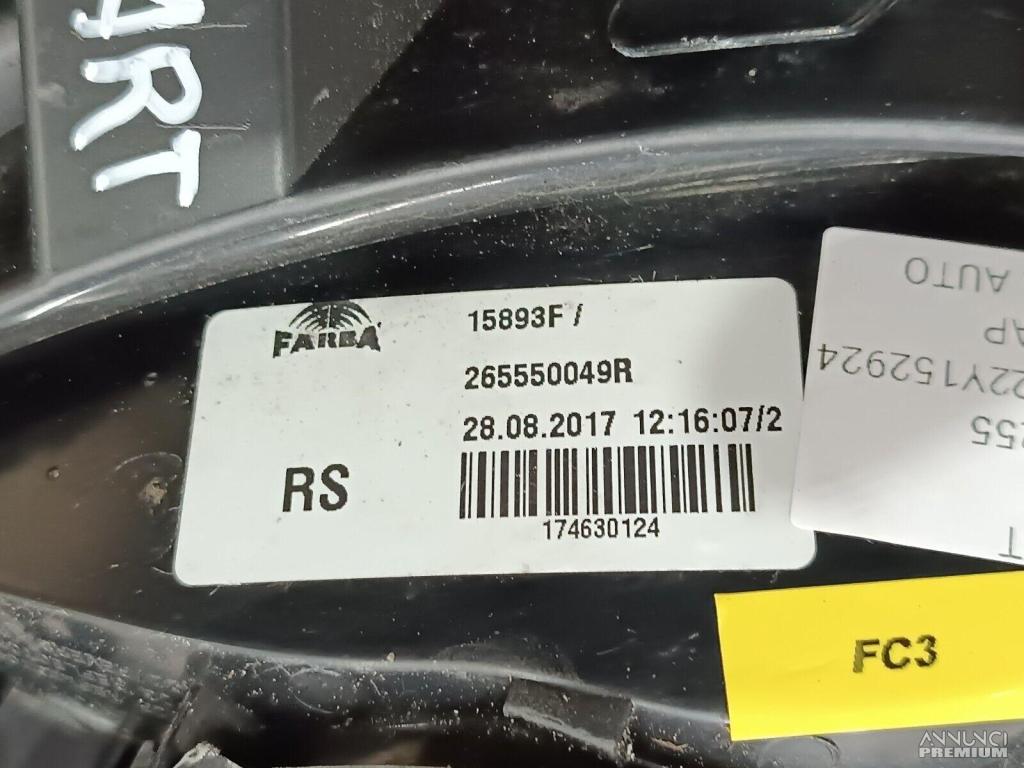 ART
FARBA
15893F /
265550049R
28.08.2017 12:16:07/2
RS
174630124
AUTO
AP
22Y152924
255
T
FC3
ANNUNCI
PREMIUM